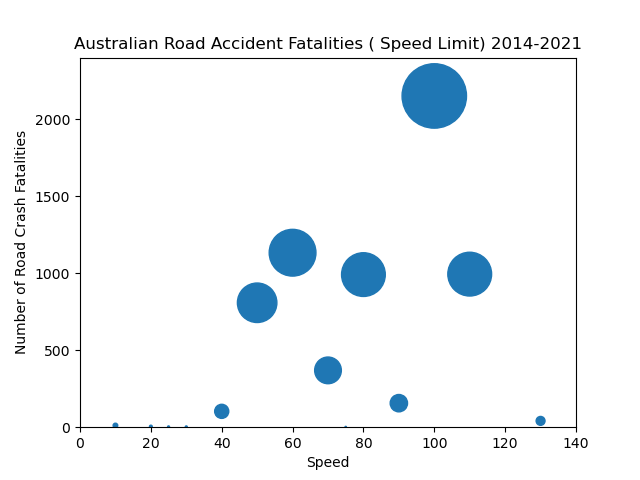 Australian Road Accident Fatalities ( Speed Limit) 2014-2021
Number of Road Crash Fatalities
2000
1500
1000
500
0
0 20 40 60 80 100 120 140
Speed